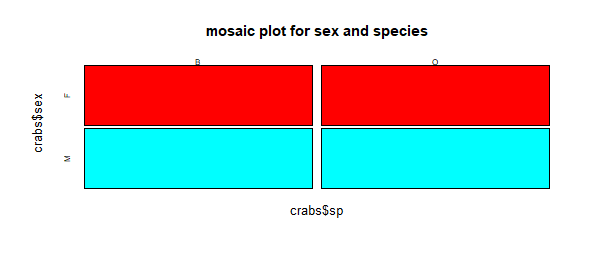 mosaic plot for sex and species
B O
crabs$sex
F
M
crabs$sp